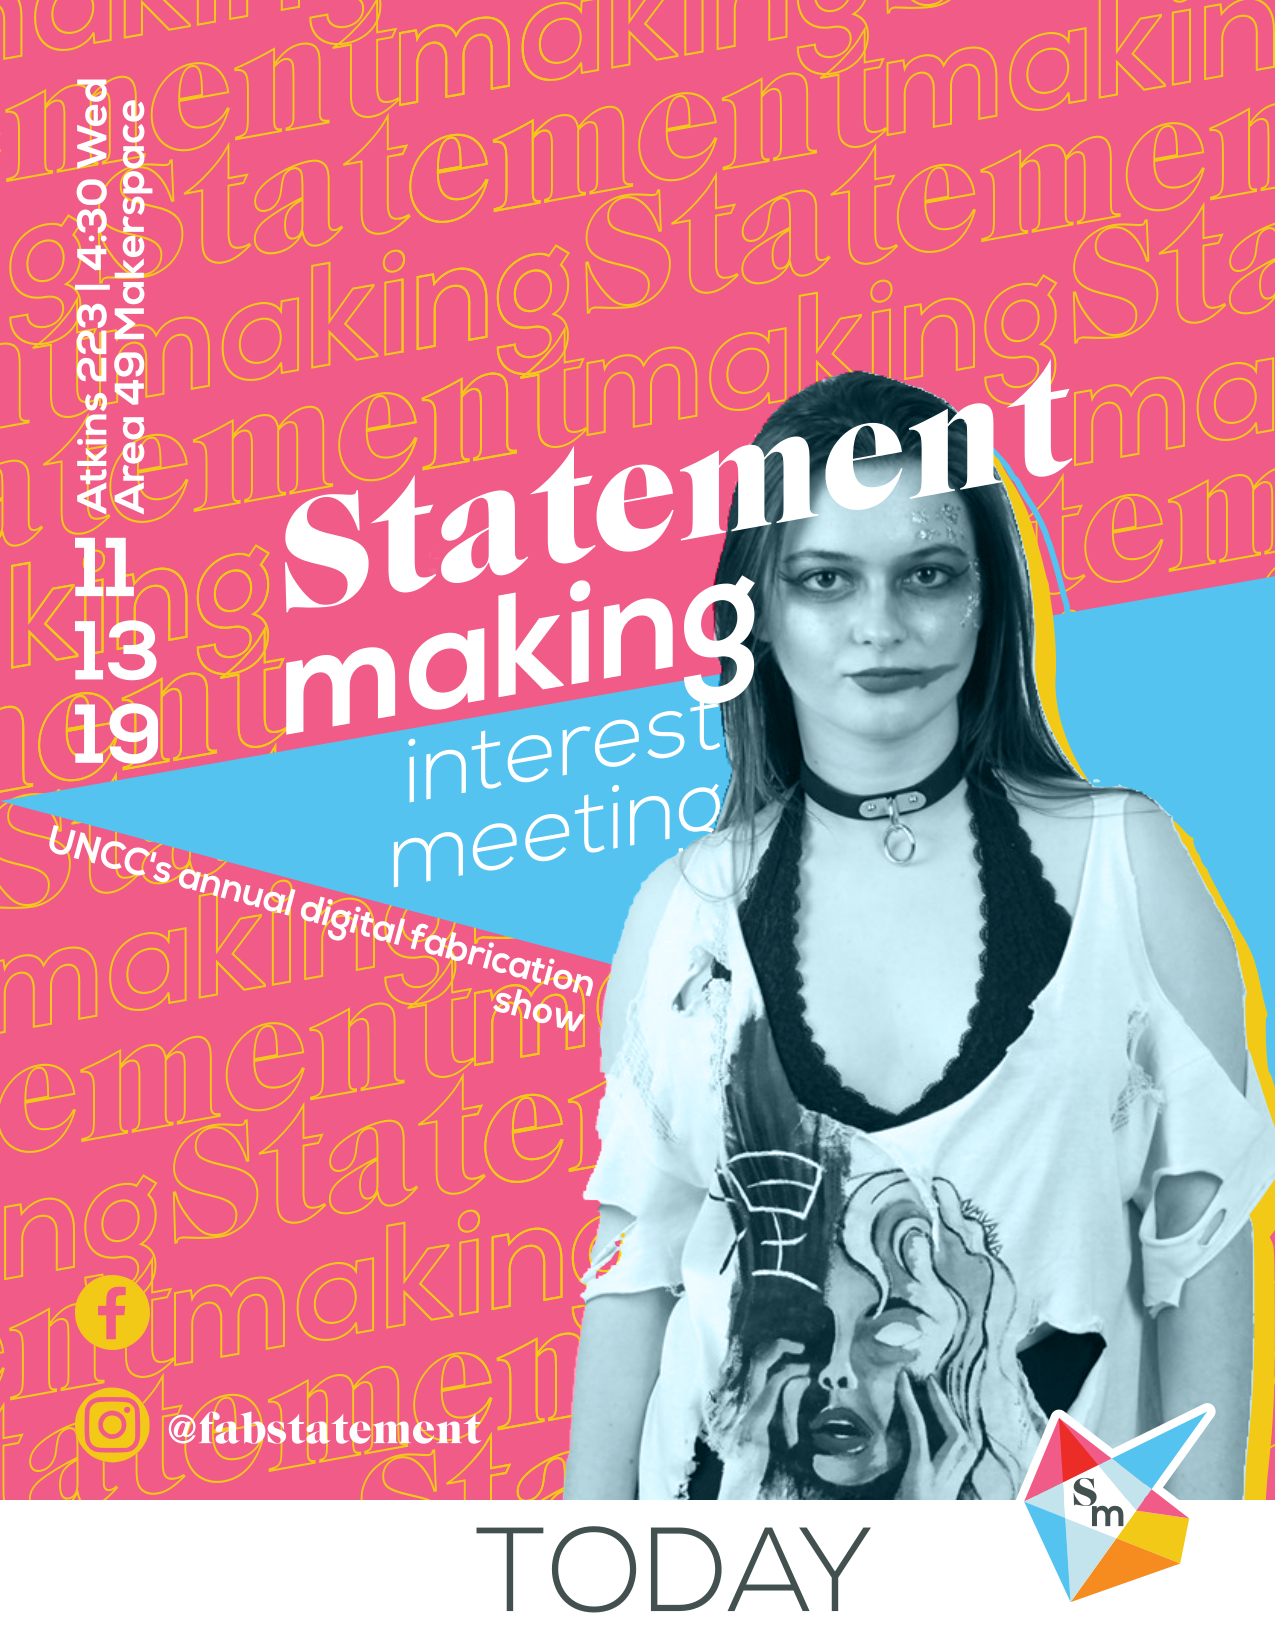 Atkins 223 | 4:30 Wed
Area 49 Makerspace
11
13
19
Statement
making
interest
meeting
UNCC's annual digital fabrication
show
@fabstatement
Sm
TODAY